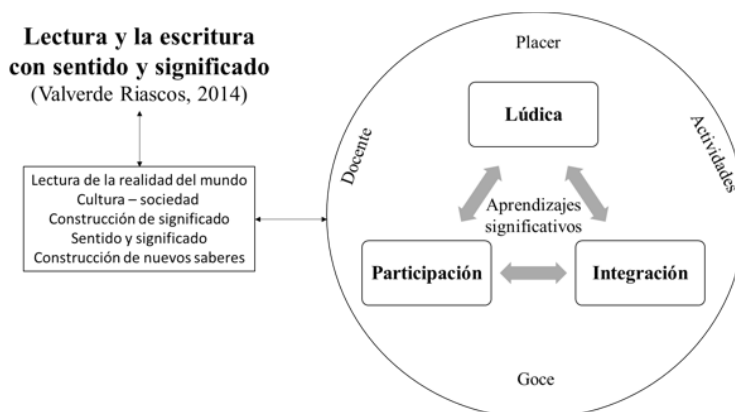 Lectura y la escritura
con sentido y significado
(Valverde Riascos, 2014)
Lectura de la realidad del mundo
Cultura – sociedad
Construcción de significado
Sentido y significado
Construcción de nuevos saberes
Placer
Docente
Actividades
Lúdica
Aprendizajes
significativos
Participación
Integración
Goce